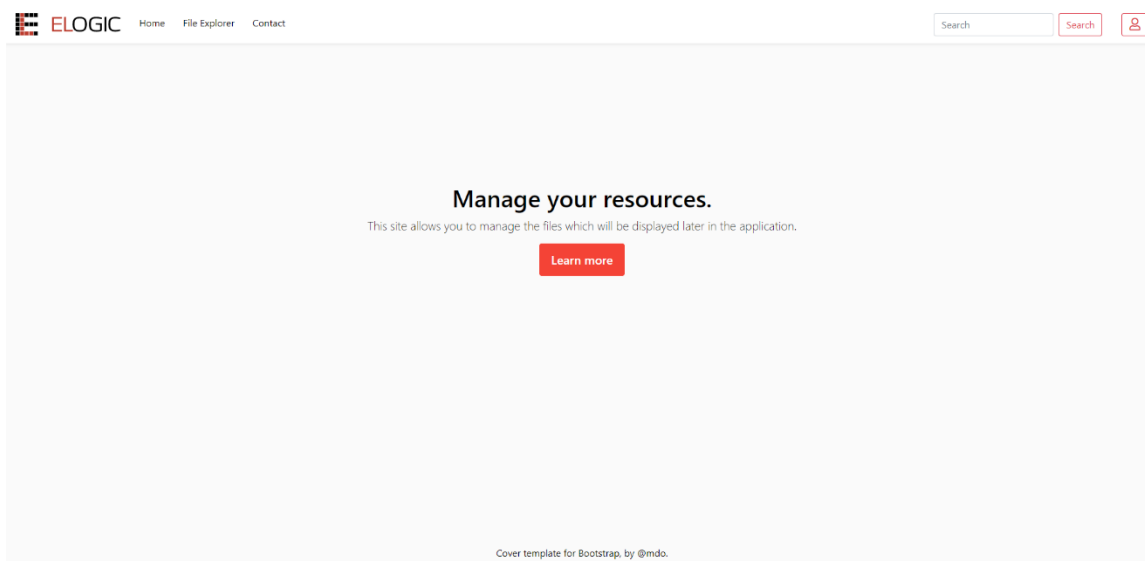 ELOGIC Home File Explorer Contact Search Search
Manage your resources.
This site allows you to manage the files which will be displayed later in the application.
Learn more
Cover template for Bootstrap, by @mdo.